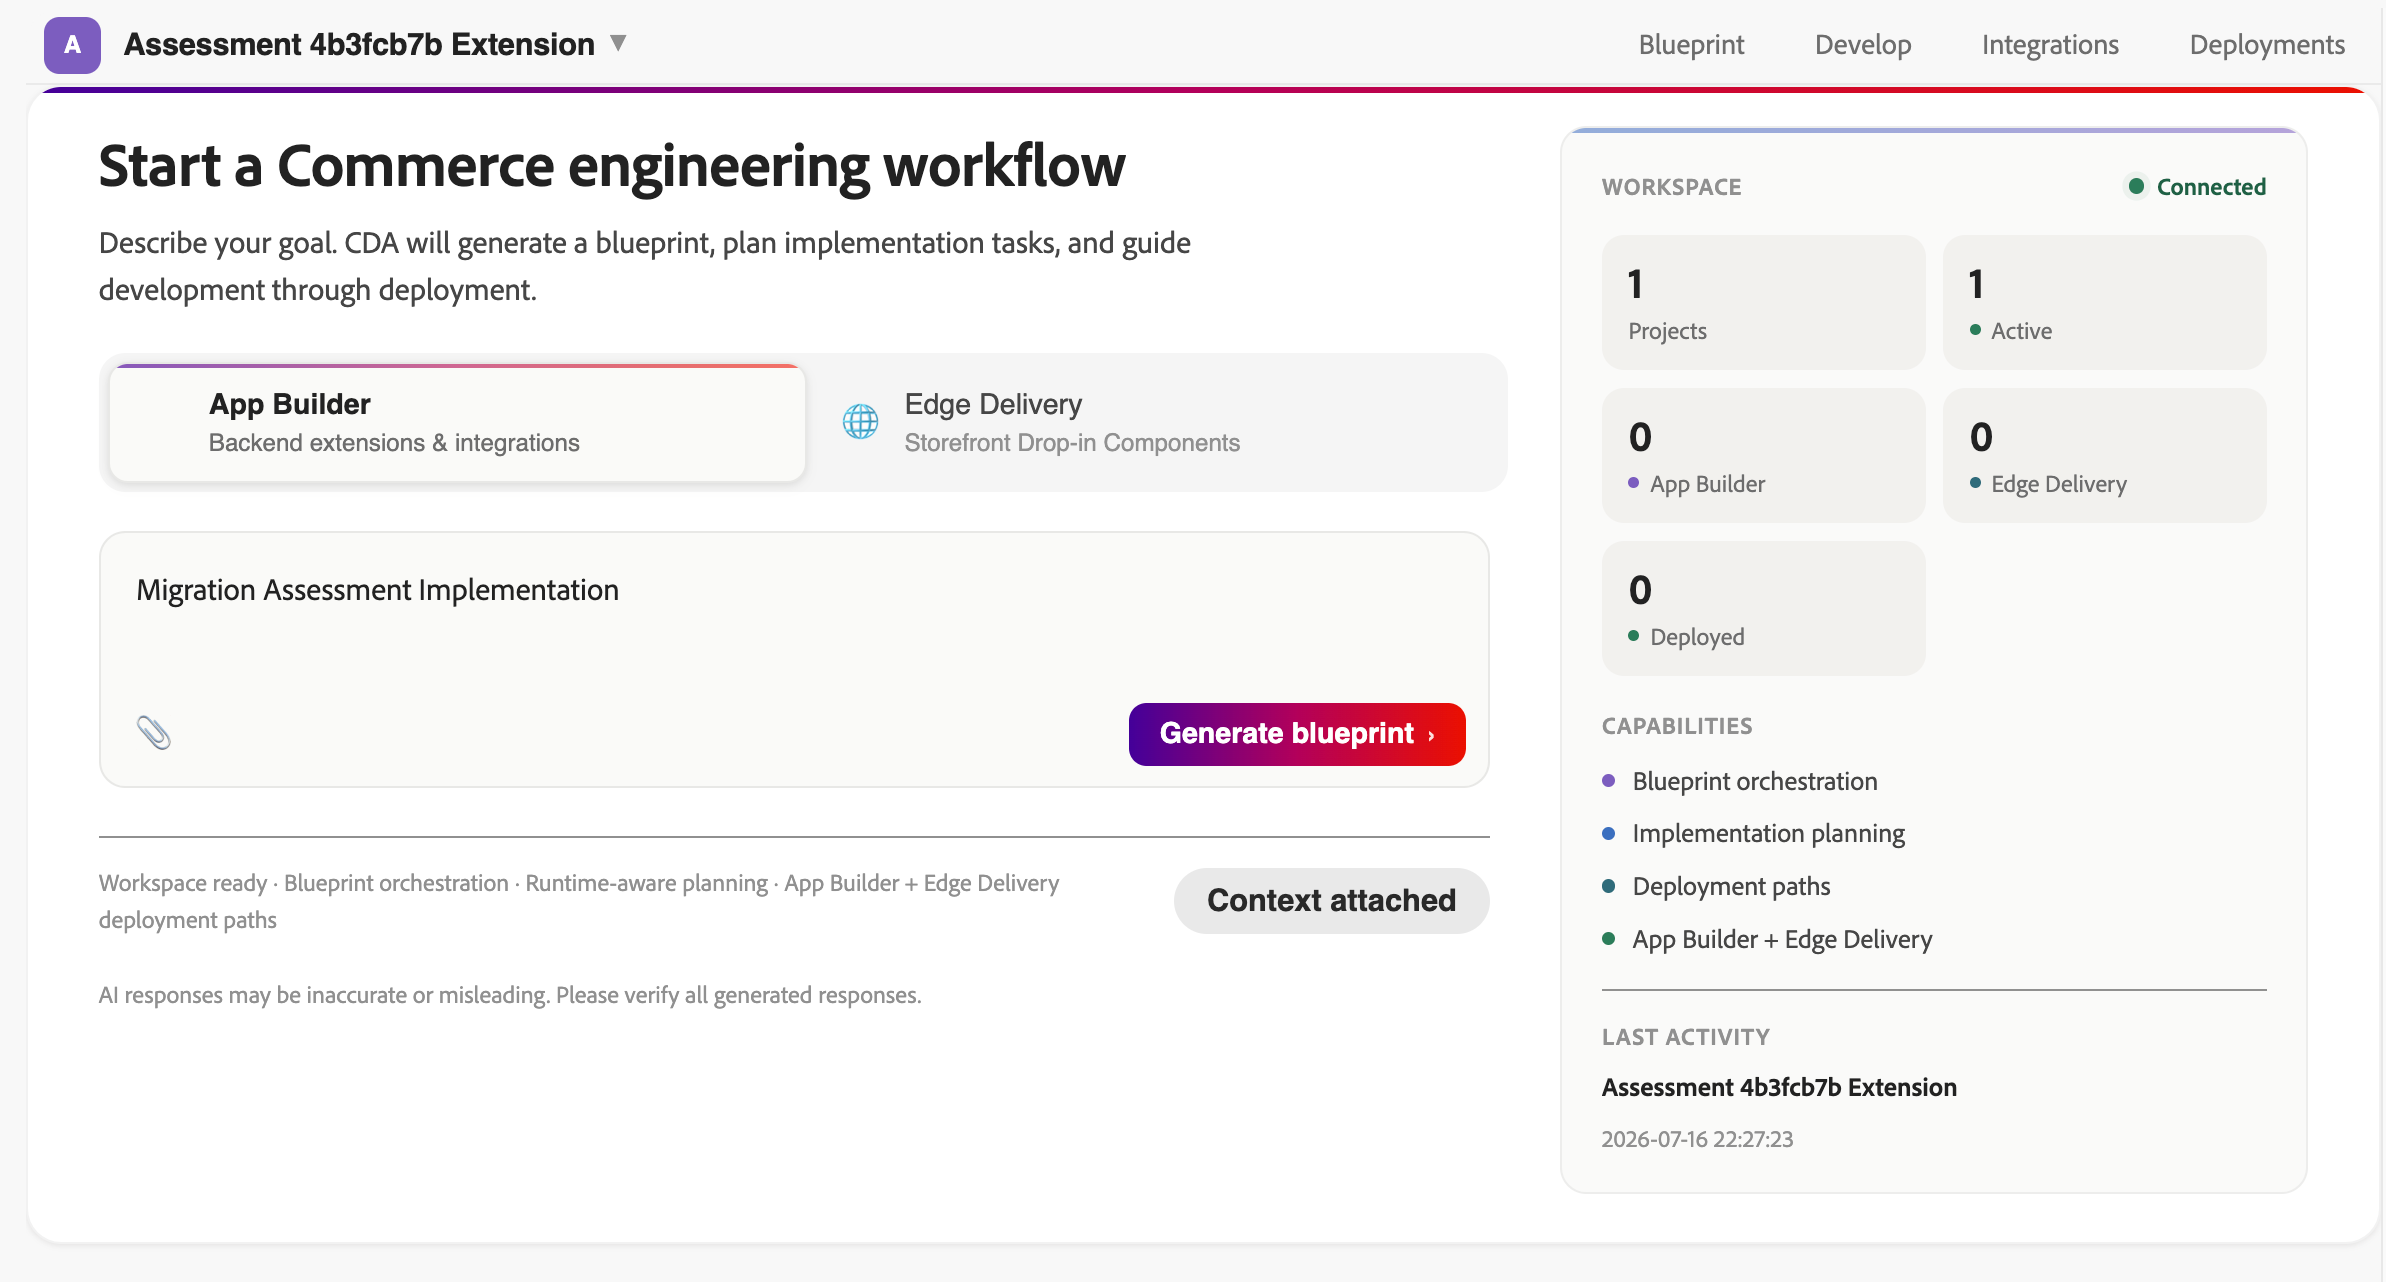 A
Assessment 4b3fcb7b Extension ▼
Blueprint
Develop
Integrations
Deployments
Start a Commerce engineering workflow
Describe your goal. CDA will generate a blueprint, plan implementation tasks, and guide
development through deployment.
App Builder
Backend extensions & integrations
Edge Delivery
Storefront Drop-in Components
Migration Assessment Implementation
Generate blueprint ›
Workspace ready · Blueprint orchestration · Runtime-aware planning · App Builder + Edge Delivery
deployment paths
Context attached
AI responses may be inaccurate or misleading. Please verify all generated responses.
WORKSPACE
Connected
1
Projects
1
Active
0
App Builder
0
Edge Delivery
0
Deployed
CAPABILITIES
Blueprint orchestration
Implementation planning
Deployment paths
App Builder + Edge Delivery
LAST ACTIVITY
Assessment 4b3fcb7b Extension
2026-07-16 22:27:23